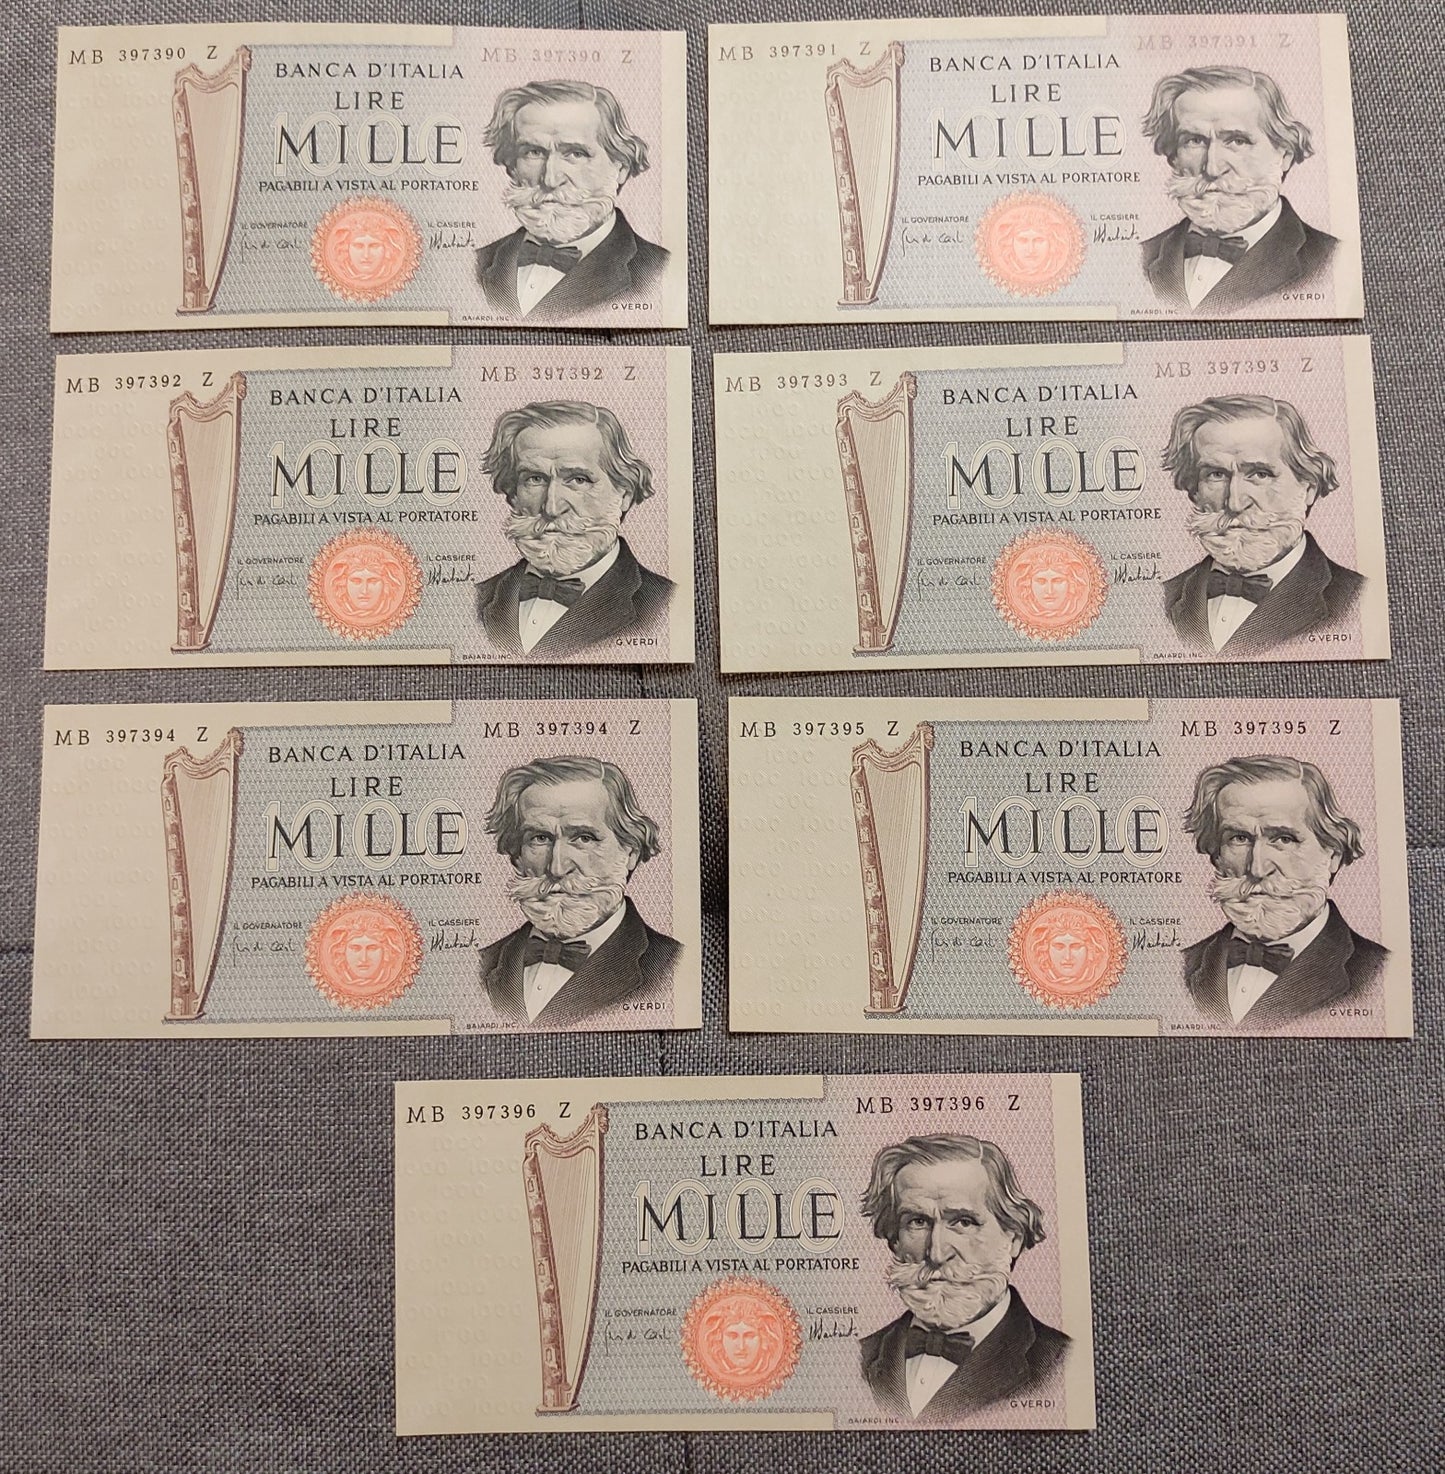 MB 397390 Z
MB 397390 Z
BANCA D'ITALIA
LIRE
1000
MILLE
PAGABILI A VISTA AL PORTATORE
IL GOVERNATORE
IL CASSIERE
G.VERDI
BAIARDI.INC.
MB 397391 Z
MB 397391 Z
BANCA D'ITALIA
LIRE
1000
MILLE
PAGABILI A VISTA AL PORTATORE
IL GOVERNATORE
IL CASSIERE
G.VERDI
BAIARDI.INC.
MB 397392 Z
MB 397392 Z
BANCA D'ITALIA
LIRE
1000
MILLE
PAGABILI A VISTA AL PORTATORE
IL GOVERNATORE
IL CASSIERE
G.VERDI
BAIARDI.INC.
MB 397393 Z
MB 397393 Z
BANCA D'ITALIA
LIRE
1000
MILLE
PAGABILI A VISTA AL PORTATORE
IL GOVERNATORE
IL CASSIERE
G.VERDI
BAIARDI.INC.
MB 397394 Z
MB 397394 Z
BANCA D'ITALIA
LIRE
1000
MILLE
PAGABILI A VISTA AL PORTATORE
IL GOVERNATORE
IL CASSIERE
G.VERDI
BAIARDI.INC.
MB 397395 Z
MB 397395 Z
BANCA D'ITALIA
LIRE
1000
MILLE
PAGABILI A VISTA AL PORTATORE
IL GOVERNATORE
IL CASSIERE
G.VERDI
BAIARDI.INC.
MB 397396 Z
MB 397396 Z
BANCA D'ITALIA
LIRE
1000
MILLE
PAGABILI A VISTA AL PORTATORE
IL GOVERNATORE
IL CASSIERE
G.VERDI
BAIARDI.INC.